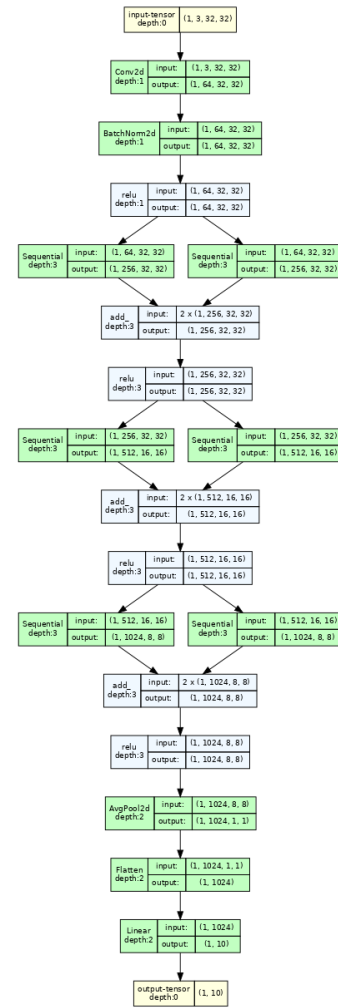 input-tensor
depth:0
(1, 3, 32, 32)
Conv2d
depth:1
input:
(1, 3, 32, 32)
output:
(1, 64, 32, 32)
BatchNorm2d
depth:1
input:
(1, 64, 32, 32)
output:
(1, 64, 32, 32)
relu
depth:1
input:
(1, 64, 32, 32)
output:
(1, 64, 32, 32)
Sequential
depth:3
input:
(1, 64, 32, 32)
output:
(1, 256, 32, 32)
Sequential
depth:3
input:
(1, 64, 32, 32)
output:
(1, 256, 32, 32)
add_
depth:3
input:
2 x (1, 256, 32, 32)
output:
(1, 256, 32, 32)
relu
depth:3
input:
(1, 256, 32, 32)
output:
(1, 256, 32, 32)
Sequential
depth:3
input:
(1, 256, 32, 32)
output:
(1, 512, 16, 16)
Sequential
depth:3
input:
(1, 256, 32, 32)
output:
(1, 512, 16, 16)
add_
depth:3
input:
2 x (1, 512, 16, 16)
output:
(1, 512, 16, 16)
relu
depth:3
input:
(1, 512, 16, 16)
output:
(1, 512, 16, 16)
Sequential
depth:3
input:
(1, 512, 16, 16)
output:
(1, 1024, 8, 8)
Sequential
depth:3
input:
(1, 512, 16, 16)
output:
(1, 1024, 8, 8)
add_
depth:3
input:
2 x (1, 1024, 8, 8)
output:
(1, 1024, 8, 8)
relu
depth:3
input:
(1, 1024, 8, 8)
output:
(1, 1024, 8, 8)
AvgPool2d
depth:2
input:
(1, 1024, 8, 8)
output:
(1, 1024, 1, 1)
Flatten
depth:2
input:
(1, 1024, 1, 1)
output:
(1, 1024)
Linear
depth:2
input:
(1, 1024)
output:
(1, 10)
output-tensor
depth:0
(1, 10)